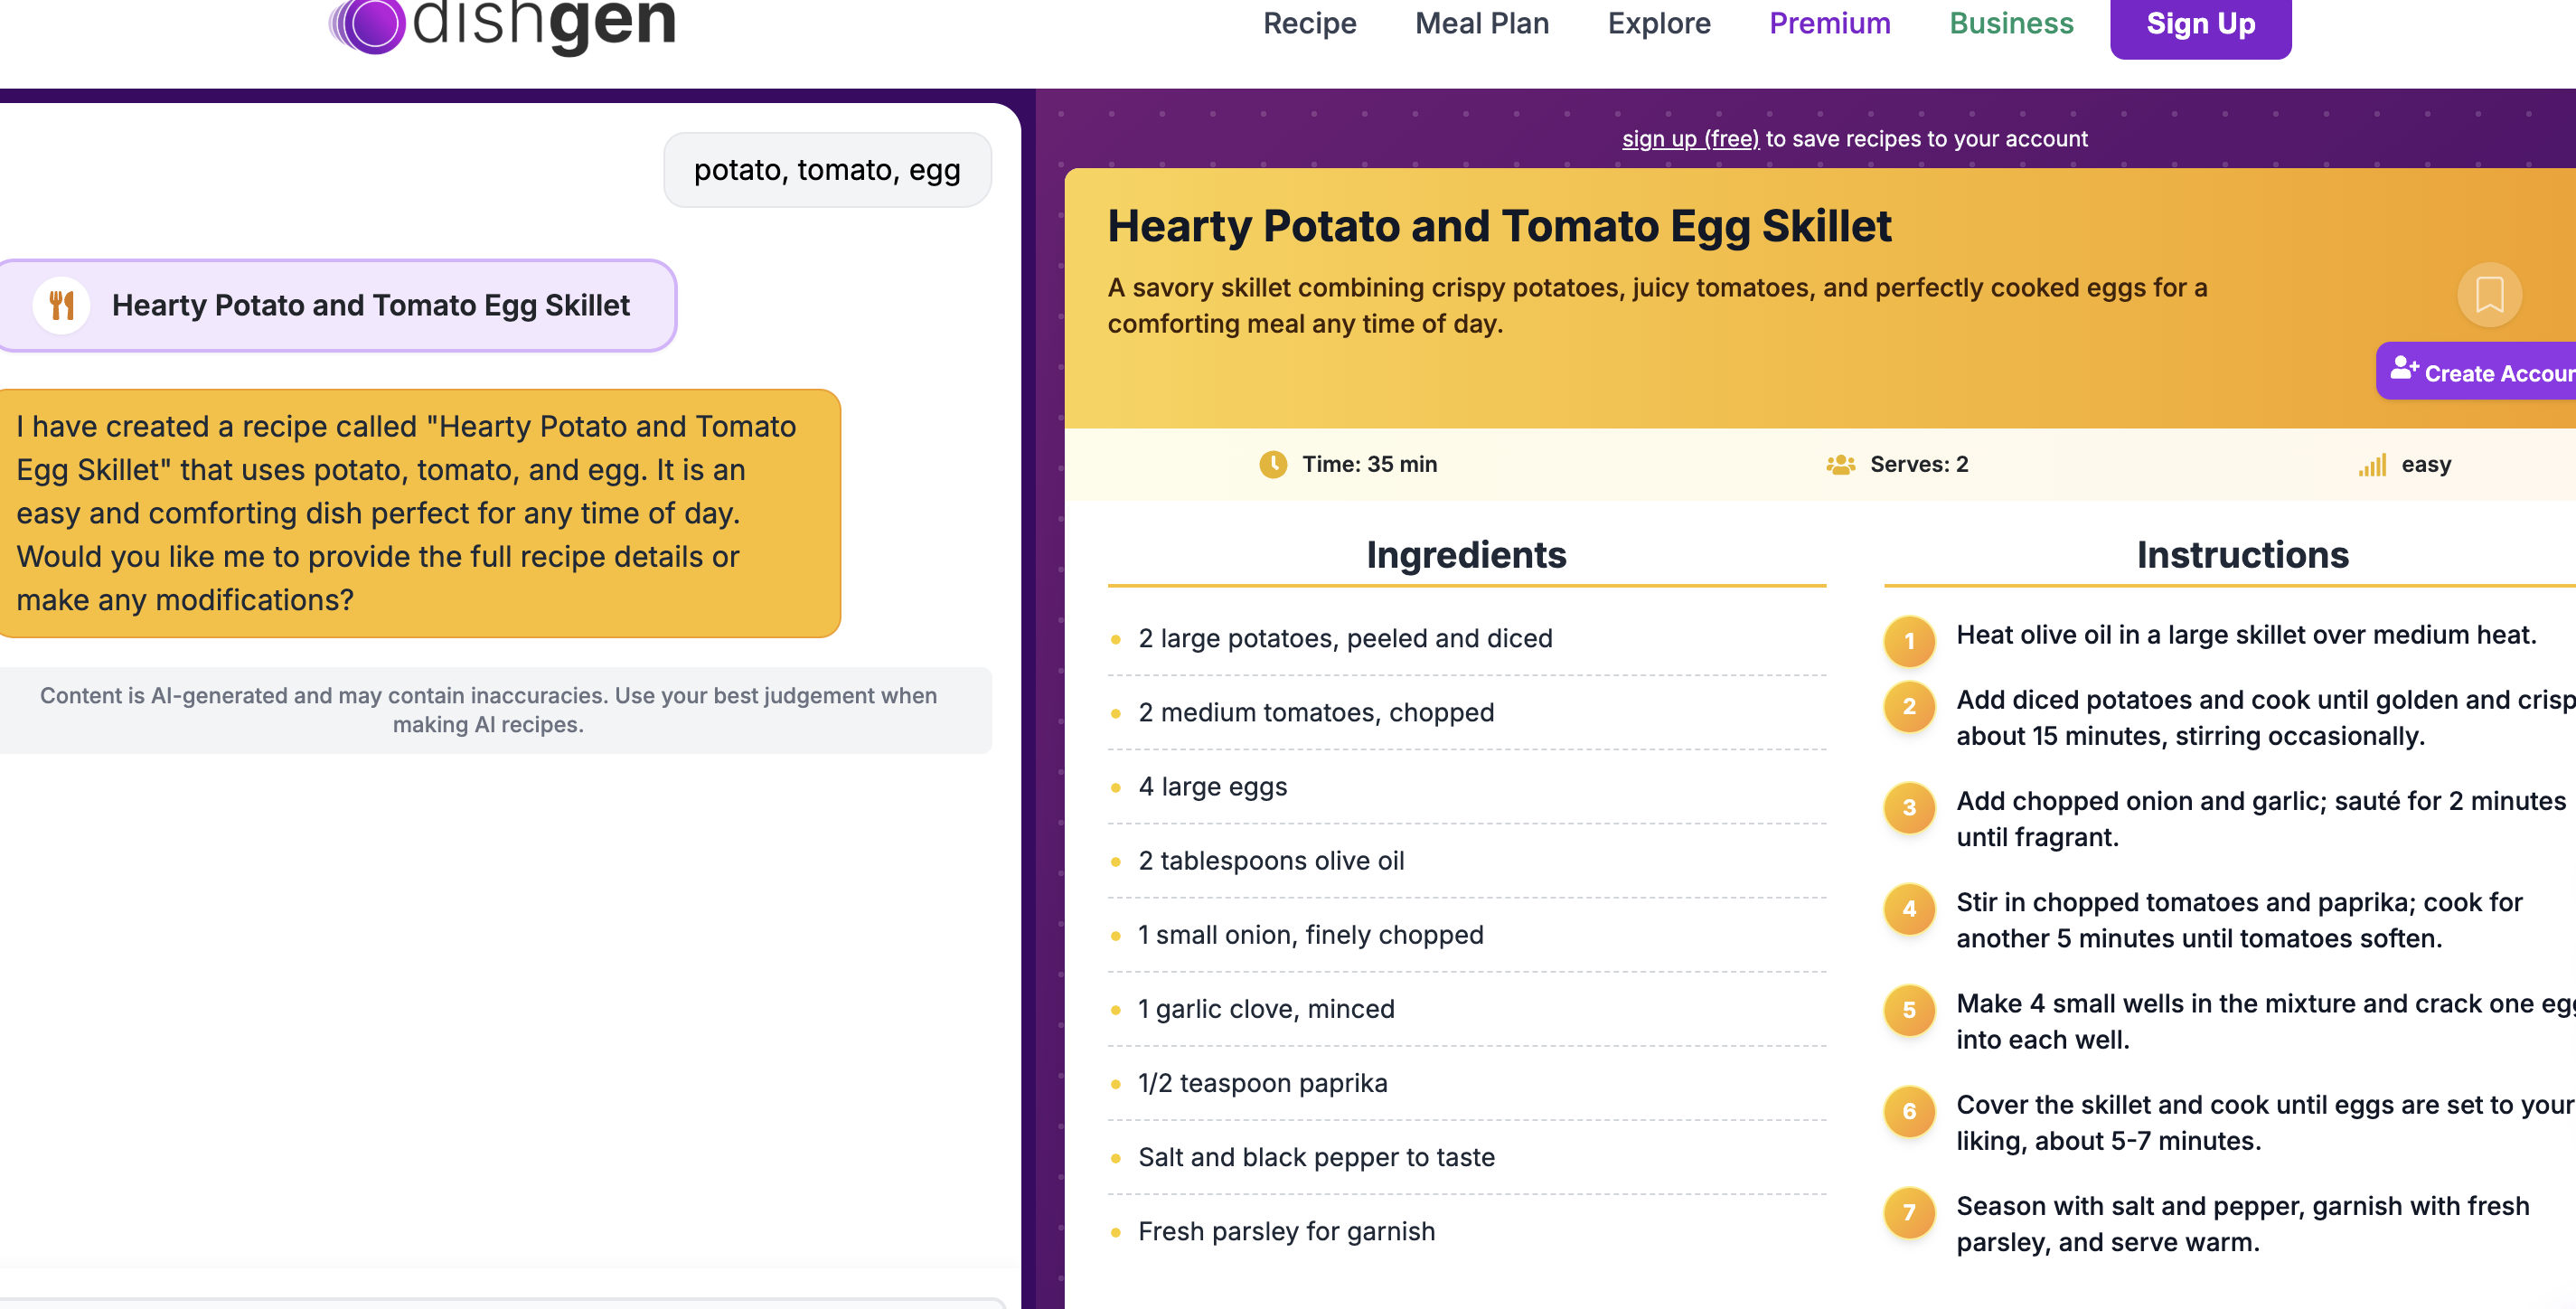 dishgen
Recipe
Meal Plan
Explore
Premium
Business
Sign Up
potato, tomato, egg
Hearty Potato and Tomato Egg Skillet
I have created a recipe called "Hearty Potato and Tomato
Egg Skillet" that uses potato, tomato, and egg. It is an
easy and comforting dish perfect for any time of day.
Would you like me to provide the full recipe details or
make any modifications?
Content is AI-generated and may contain inaccuracies. Use your best judgement when
making AI recipes.
sign up (free) to save recipes to your account
Hearty Potato and Tomato Egg Skillet
A savory skillet combining crispy potatoes, juicy tomatoes, and perfectly cooked eggs for a
comforting meal any time of day.
Create Accoun
Time: 35 min
Serves: 2
easy
Ingredients
2 large potatoes, peeled and diced
2 medium tomatoes, chopped
4 large eggs
2 tablespoons olive oil
1 small onion, finely chopped
1 garlic clove, minced
1/2 teaspoon paprika
Salt and black pepper to taste
Fresh parsley for garnish
Instructions
1 Heat olive oil in a large skillet over medium heat.
2 Add diced potatoes and cook until golden and crisp
about 15 minutes, stirring occasionally.
3 Add chopped onion and garlic; sauté for 2 minutes
until fragrant.
4 Stir in chopped tomatoes and paprika; cook for
another 5 minutes until tomatoes soften.
5 Make 4 small wells in the mixture and crack one egg
into each well.
6 Cover the skillet and cook until eggs are set to your
liking, about 5-7 minutes.
7 Season with salt and pepper, garnish with fresh
parsley, and serve warm.